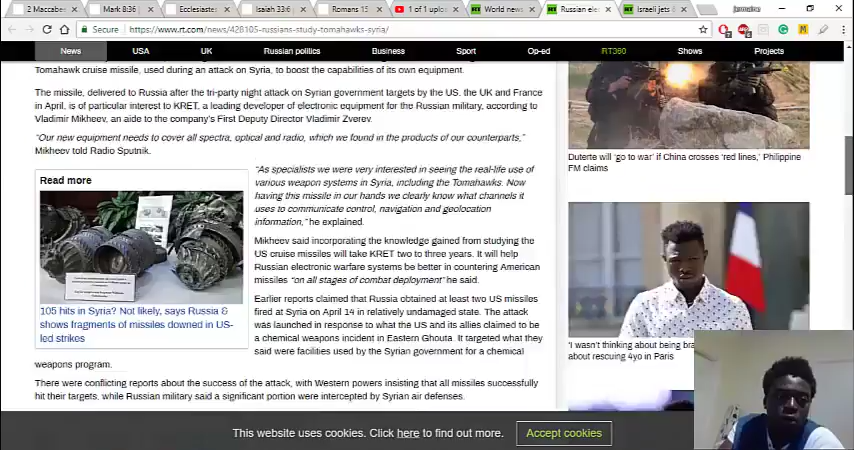 2 Maccabee
Mark 8:36
Ecclesiaste
Isaiah 33:6
Romans 15
1 of 1 uplo
World news
Russian ele
Israeli jets
Secure
https://www.rt.com/news/428105-russians-study-tomahawks-syria/
News
USA
UK
Russian politics
Business
Sport
Op-ed
RT360
Shows
Projects
Tomahawk cruise missile, used during an attack on Syria, to boost the capabilities of its own equipment.
The missile, delivered to Russia after the tri-party night attack on Syrian government targets by the US, the UK and France
in April, is of particular interest to KRET, a leading developer of electronic equipment for the Russian military, according to
Vladimir Mikheev, an aide to the company's First Deputy Director Vladimir Zverev.
"Our new equipment needs to cover all spectra, optical and radio, which we found in the products of our counterparts,"
Mikheev told Radio Sputnik.
Read more
105 hits in Syria? Not likely, says Russia &
shows fragments of missiles downed in US-
led strikes
"As specialists we were very interested in seeing the real-life use of
various weapon systems in Syria, including the Tomahawks. Now
having this missile in our hands we clearly know what channels it
uses to communicate control, navigation and geolocation
information," he explained.
Mikheev said incorporating the knowledge gained from studying the
US cruise missiles will take KRET two to three years. It will help
Russian electronic warfare systems be better in countering American
missiles "on all stages of combat deployment" he said.
Earlier reports claimed that Russia obtained at least two US missiles
fired at Syria on April 14 in relatively undamaged state. The attack
was launched in response to what the US and its allies claimed to be
a chemical weapons incident in Eastern Ghouta. It targeted what they
said were facilities used by the Syrian government for a chemical
weapons program.
There were conflicting reports about the success of the attack, with Western powers insisting that all missiles successfully
hit their targets, while Russian military said a significant portion were intercepted by Syrian air defenses.
Duterte will 'go to war' if China crosses 'red lines,' Philippine
FM claims
'I wasn't thinking about being bra
about rescuing 4yo in Paris
This website uses cookies. Click here to find out more.
Accept cookies